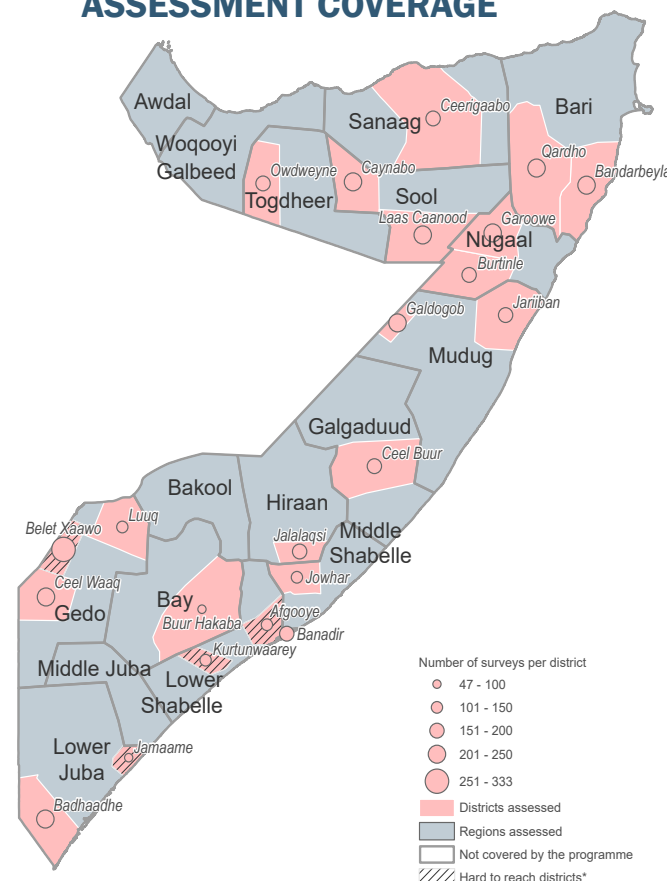 ASSESSMENT COVERAGE
Awdal
Woqooyi
Galbeed
Sanaag
Ceerigaabo
Bari
Owdweyne
Togdheer
Caynabo
Sool
Laas Caanood
Qardho
Bandarbeyla
Garoowe
Nugaal
Burtinle
Galdogob
Jariiban
Mudug
Galgaduud
Ceel Buur
Bakool
Hiraan
Luuq
Belet Xaawo
Jalalaqsi
Middle
Shabelle
Ceel Waaq
Gedo
Jowhar
Bay
Buur Hakaba
Afgooye
Banadir
Kurtunwaarey
Middle Juba
Lower
Shabelle
Lower
Juba
Jamaame
Badhaadhe
Number of surveys per district
47 - 100
101 - 150
151 - 200
201 - 250
251 - 333
Districts assessed
Regions assessed
Not covered by the programme
Hard to reach districts*